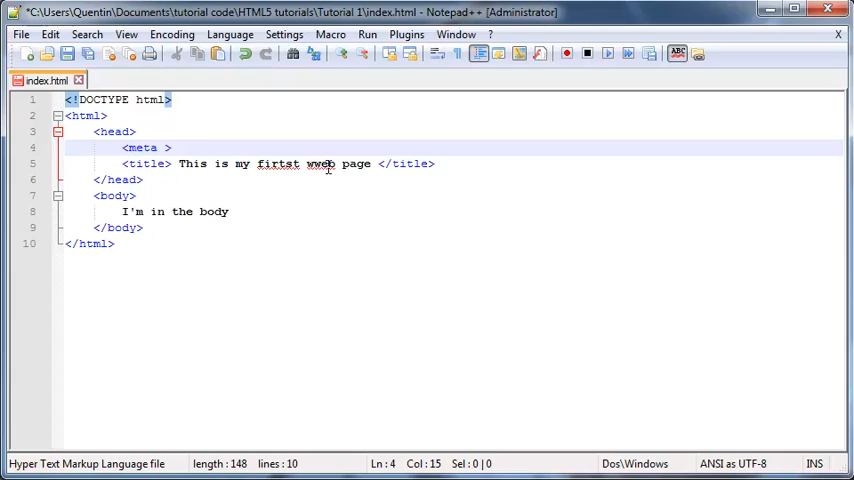 *C:\Users\Quentin\Documents\tutorial code\HTML5 tutorials\Tutorial 1\index.html - Notepad++ [Administrator]
File Edit Search View Encoding Language Settings Macro Run Plugins Window ? X
ABC
index.html
1 <!DOCTYPE html>
2 <html>
3 <head>
4 <meta >
5 <title> This is my firtst wweb page </title>
6 </head>
7 <body>
8 I'm in the body
9 </body>
10 </html>
Hyper Text Markup Language file length : 148 lines : 10 Ln : 4 Col : 15 Sel : 0 | 0 Dos\Windows ANSI as UTF-8 INS